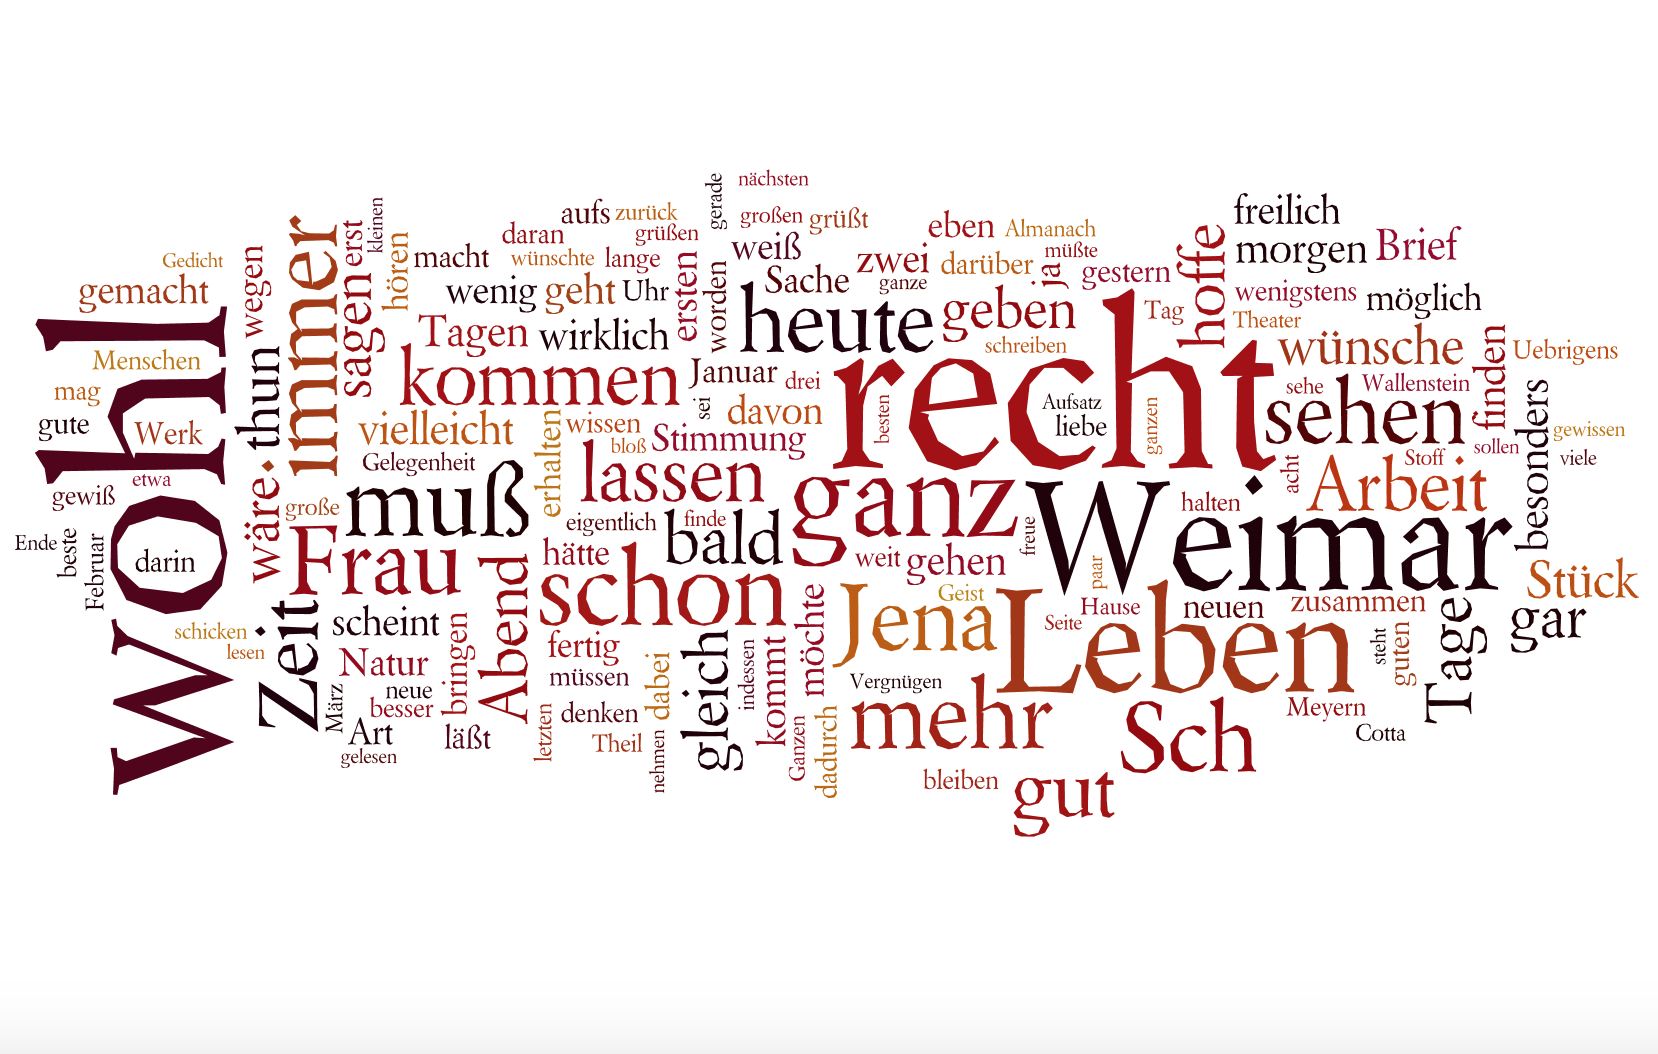 nächsten
gerade
kleinen
aufs
zurück
großen
grüßt
freilich
daran
grüßen
eben
Almanach
erst
hoffe
Gedicht
wegen
immer
hören
macht
wünschte
lange
weiß
zwei
darüber
müßte
morgen
Brief
gemacht
sagen
wenig
geht
Uhr
ersten
worden
Sache
ganze
ja
gestern
wenigstens
möglich
Wohl
Tagen
wirklich
heute
geben
Tag
Theater
Menschen
thun
schreiben
recht
wünsche
finden
Uebrigens
mag
kommen
Januar
drei
sehe
Wallenstein
besonders
gute
Werk
vielleicht
erhalten
wissen
sei
davon
besten
Aufsatz
liebe
ganzen
sehen
gewissen
bloß
Stimmung
sollen
etwa
Gelegenheit
lassen
acht
Stoff
viele
gewiß
wäre
große
muß
ganz
Weimar
halten
Arbeit
Ende
beste
Februar
darin
Frau
eigentlich
finde
bald
freue
hätte
weit
gehen
paar
Stück
schon
Geist
Leben
Hause
neuen
zusammen
schicken
lesen
Zeit
scheint
Abend
Jena
Seite
steht
guten
Tage
gar
Natur
bringen
fertig
müssen
dabei
gleich
indessen
kommt
möchte
Vergnügen
März
neue
besser
Art
läßt
letzten
denken
mehr
Sch
Meyern
Cotta
gelesen
Theil
nehmen
Ganzen
dadurch
bleiben
gut